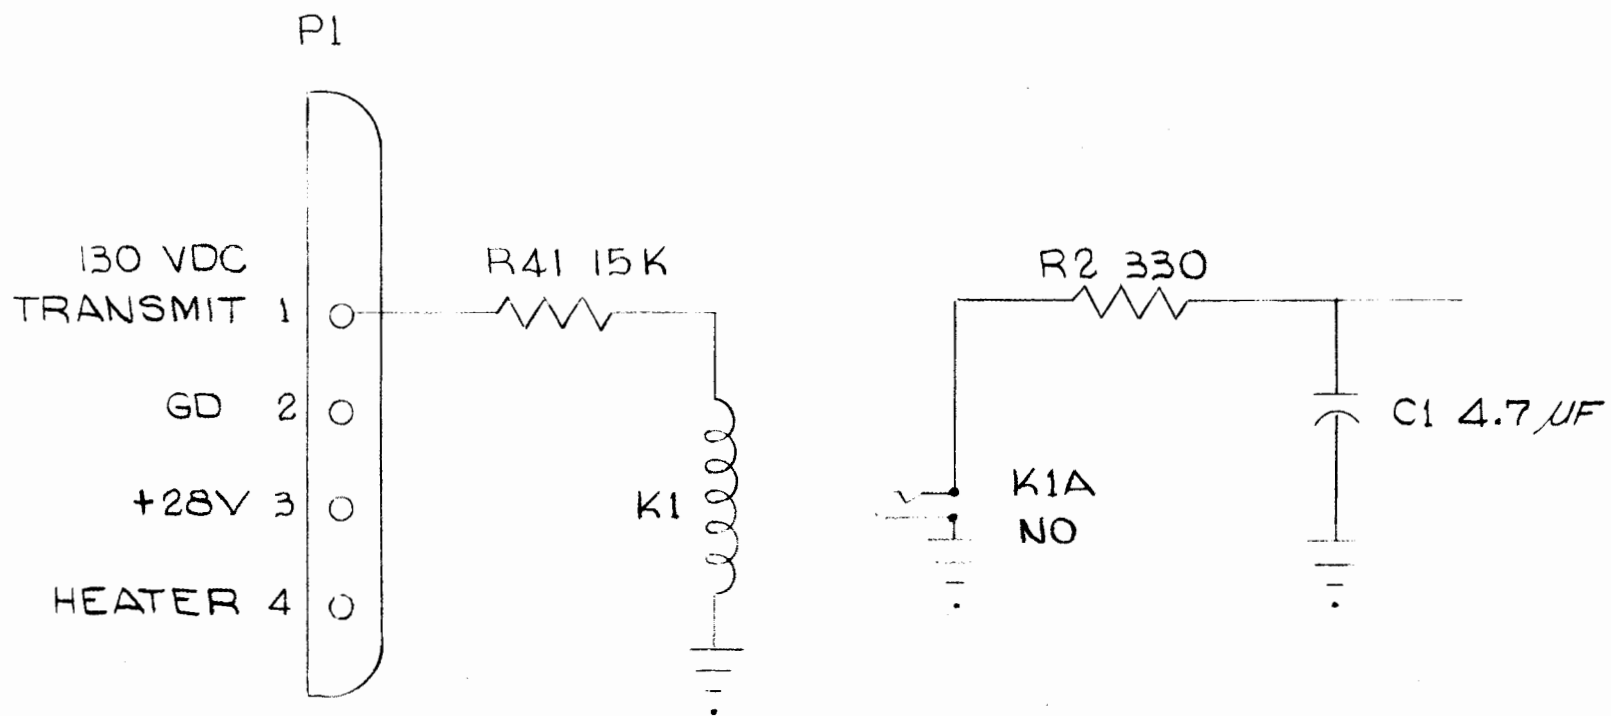 P1
130 VDC
TRANSMIT 1
GD 2
+28V 3
HEATER 4
R41 15K
K1
R2 330
K1A
NO
C1 4.7 µF